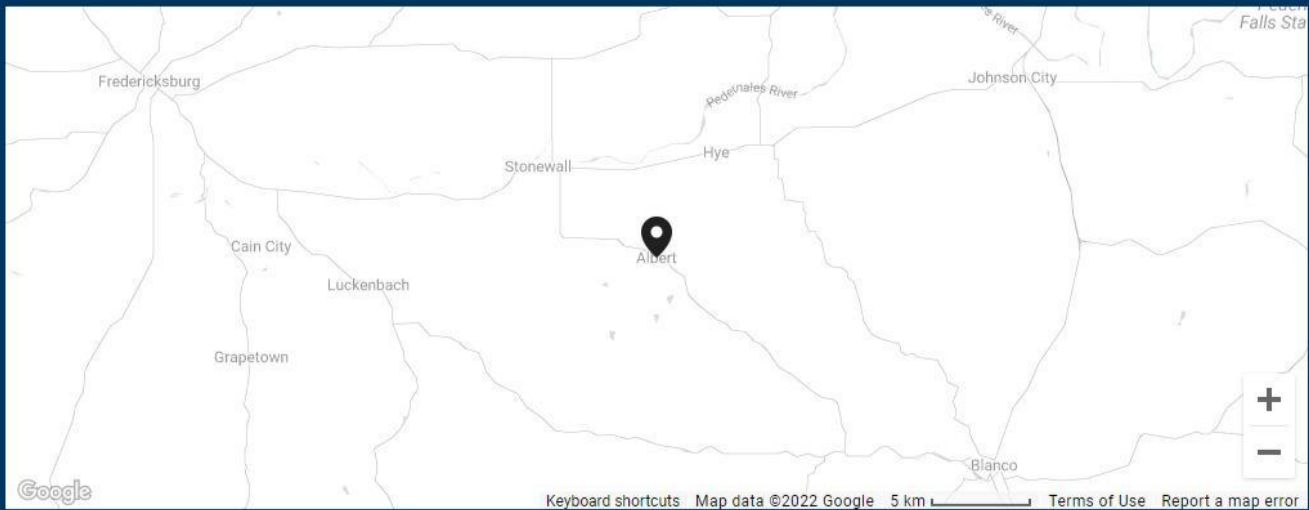 Falls Sta
River
Fredericksburg
Johnson City
Pedernales River
Hye
Stonewall
Cain City
Albert
Luckenbach
Grapetown
Blanco
Google
Keyboard shortcuts Map data ©2022 Google 5 km Terms of Use Report a map error